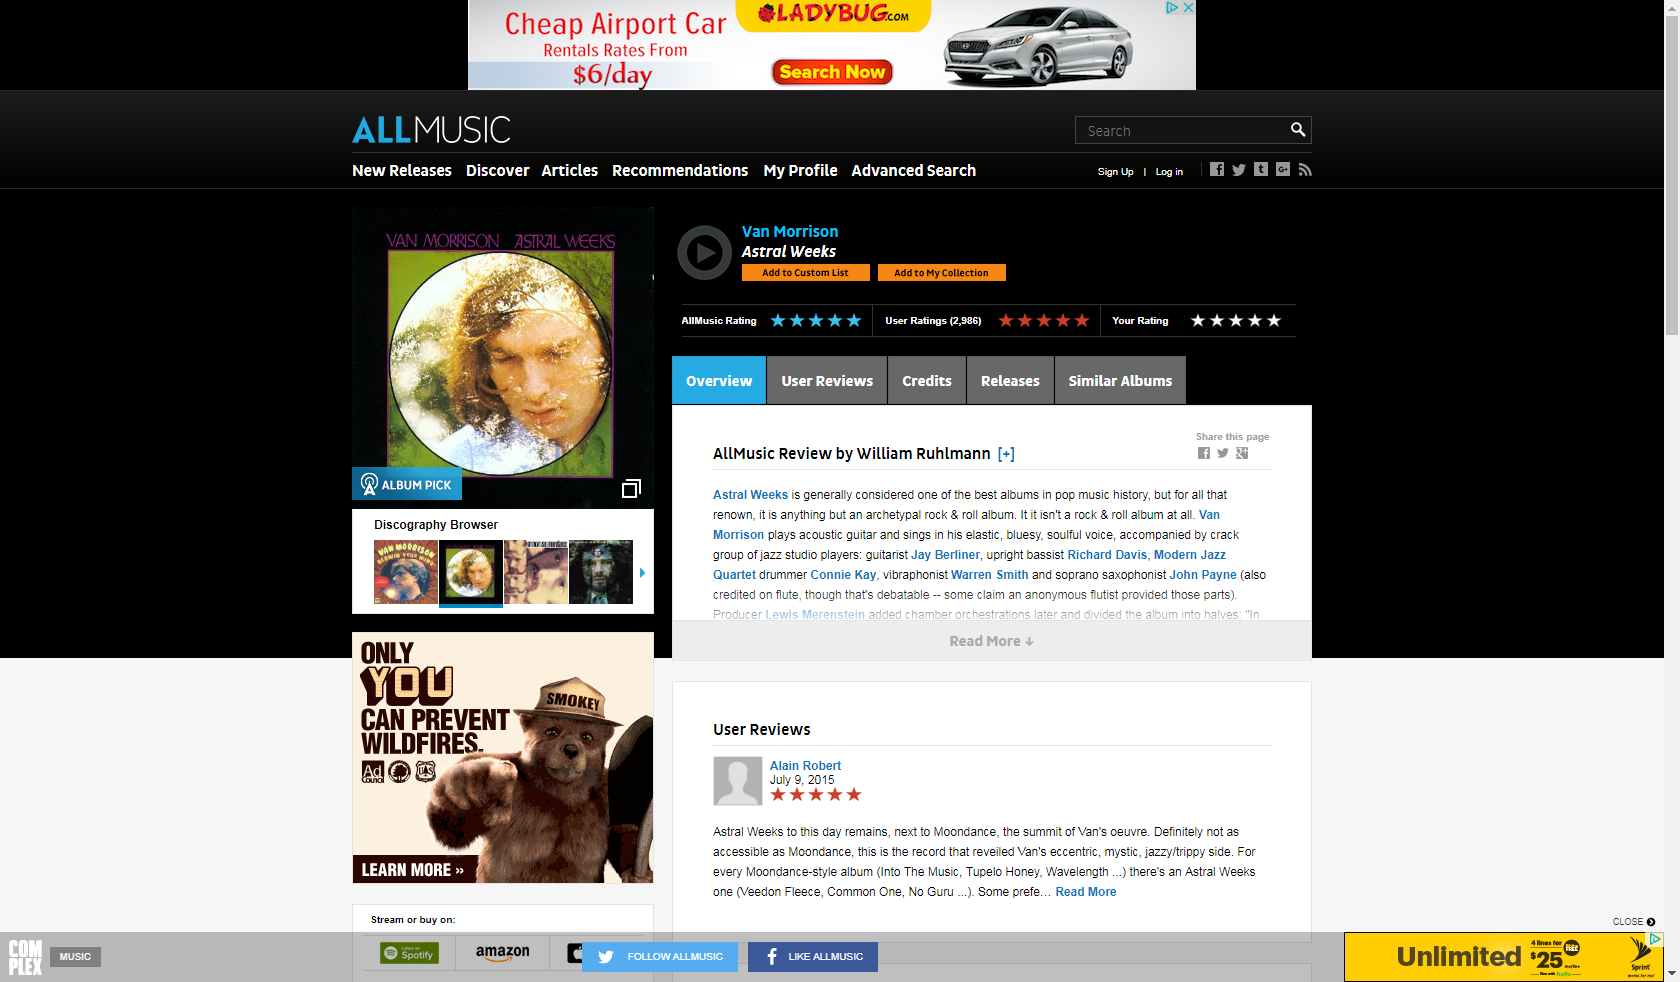 Cheap Airport Car
Rentals Rates From
$6/day
LADYBUG.COM
Search Now
ALLMUSIC
Search
New Releases Discover Articles Recommendations My Profile Advanced Search
Sign Up | Log in
VAN MORRISON ASTRAL WEEKS
ALBUM PICK
Van Morrison
Astral Weeks
Add to Custom List Add to My Collection
AllMusic Rating User Ratings (2,986) Your Rating
Overview User Reviews Credits Releases Similar Albums
Share this page
AllMusic Review by William Ruhlmann [+]
Astral Weeks is generally considered one of the best albums in pop music history, but for all that
renown, it is anything but an archetypal rock & roll album. It it isn't a rock & roll album at all. Van
Morrison plays acoustic guitar and sings in his elastic, bluesy, soulful voice, accompanied by crack
group of jazz studio players: guitarist Jay Berliner, upright bassist Richard Davis, Modern Jazz
Quartet drummer Connie Kay, vibraphonist Warren Smith and soprano saxophonist John Payne (also
credited on flute, though that's debatable -- some claim an anonymous flutist provided those parts).
Producer Lewis Merenstein added chamber orchestrations later and divided the album into halves: "In
Read More ↓
Discography Browser
VAN MORRISON
ONLY
YOU
CAN PREVENT
WILDFIRES.
SMOKEY
Ad
Council
LEARN MORE »
User Reviews
Alain Robert
July 9, 2015
Astral Weeks to this day remains, next to Moondance, the summit of Van's oeuvre. Definitely not as
accessible as Moondance, this is the record that reveiled Van's eccentric, mystic, jazzy/trippy side. For
every Moondance-style album (Into The Music, Tupelo Honey, Wavelength ...) there's an Astral Weeks
one (Veedon Fleece, Common One, No Guru ...). Some prefe... Read More
Stream or buy on:
Listen on
Spotify
amazon
COM
PLEX
MUSIC
FOLLOW ALLMUSIC
LIKE ALLMUSIC
CLOSE
Unlimited
4 lines for
$25
FREE
Sprint